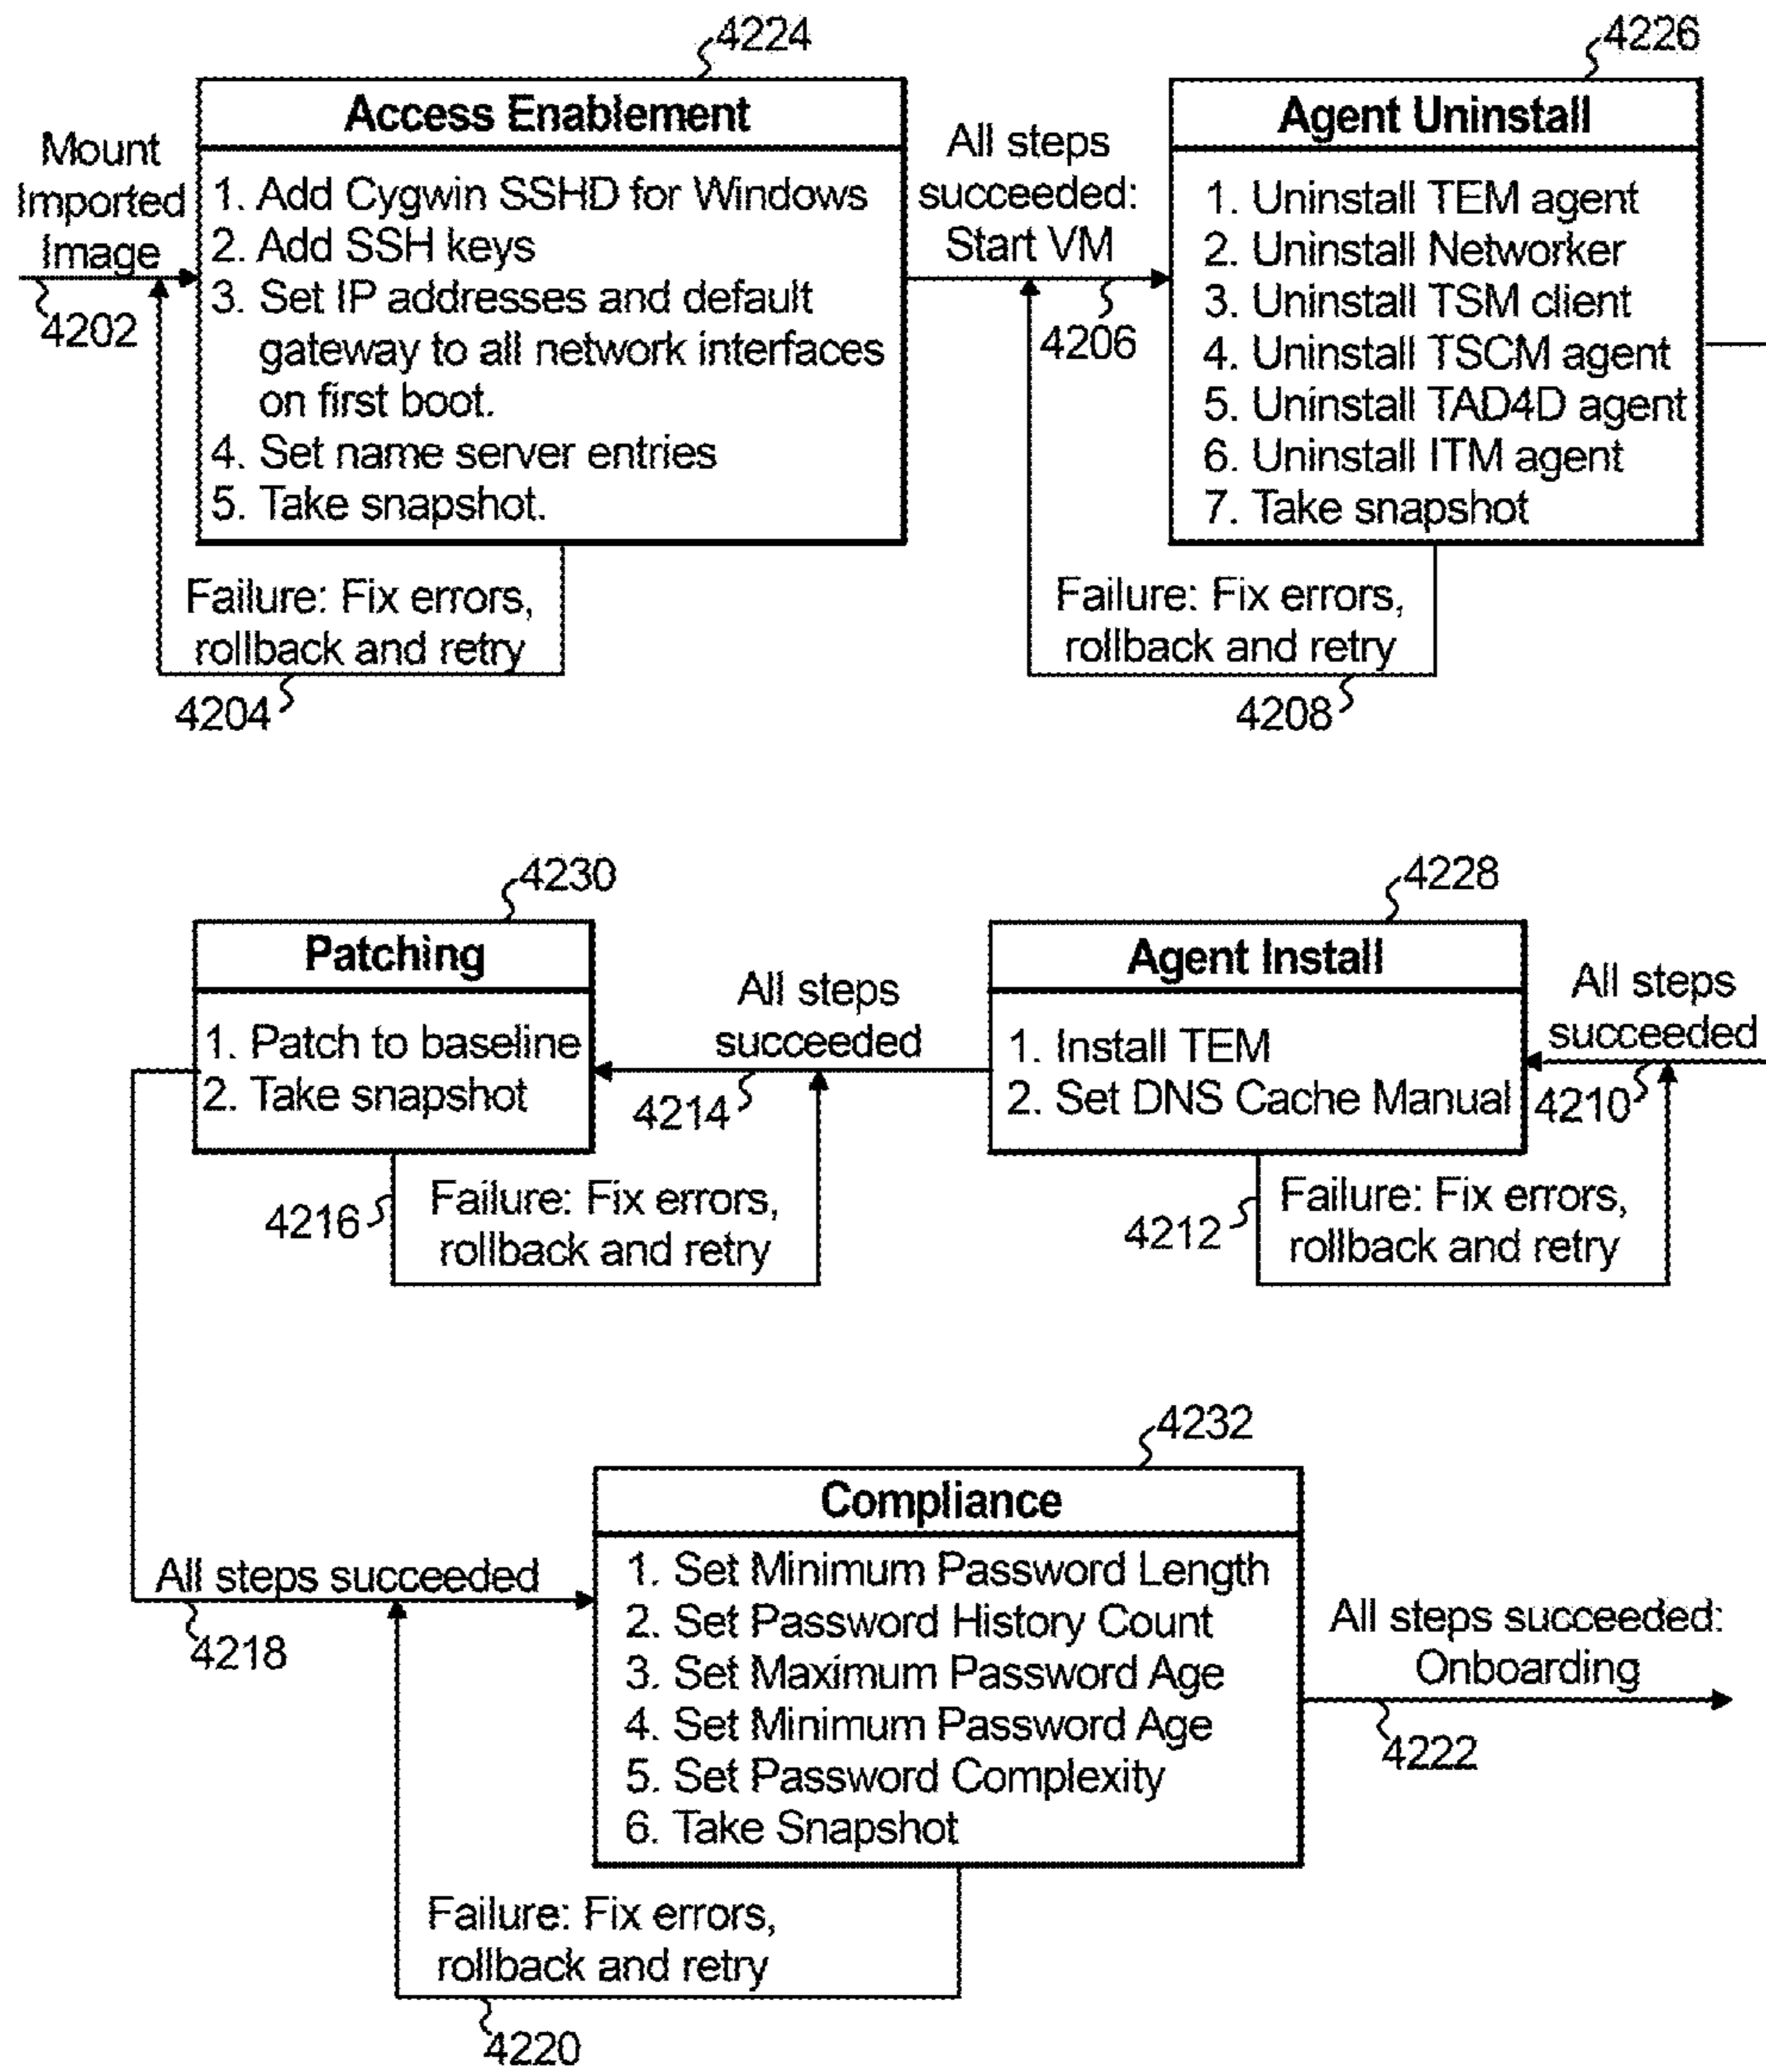 4224
Access Enablement
Mount
Imported
Image
4202
1. Add Cygwin SSHD for Windows
2. Add SSH keys
3. Set IP addresses and default
gateway to all network interfaces
on first boot.
4. Set name server entries
5. Take snapshot.
Failure: Fix errors,
rollback and retry
4204
All steps
succeeded:
Start VM
4206
4226
Agent Uninstall
1. Uninstall TEM agent
2. Uninstall Networker
3. Uninstall TSM client
4. Uninstall TSCM agent
5. Uninstall TAD4D agent
6. Uninstall ITM agent
7. Take snapshot
Failure: Fix errors,
rollback and retry
4208
All steps
succeeded
4210
4228
Agent Install
1. Install TEM
2. Set DNS Cache Manual
4212
Failure: Fix errors,
rollback and retry
All steps
succeeded
4214
4230
Patching
1. Patch to baseline
2. Take snapshot
4216
Failure: Fix errors,
rollback and retry
All steps succeeded
4218
4232
Compliance
1. Set Minimum Password Length
2. Set Password History Count
3. Set Maximum Password Age
4. Set Minimum Password Age
5. Set Password Complexity
6. Take Snapshot
Failure: Fix errors,
rollback and retry
4220
All steps succeeded:
Onboarding
4222